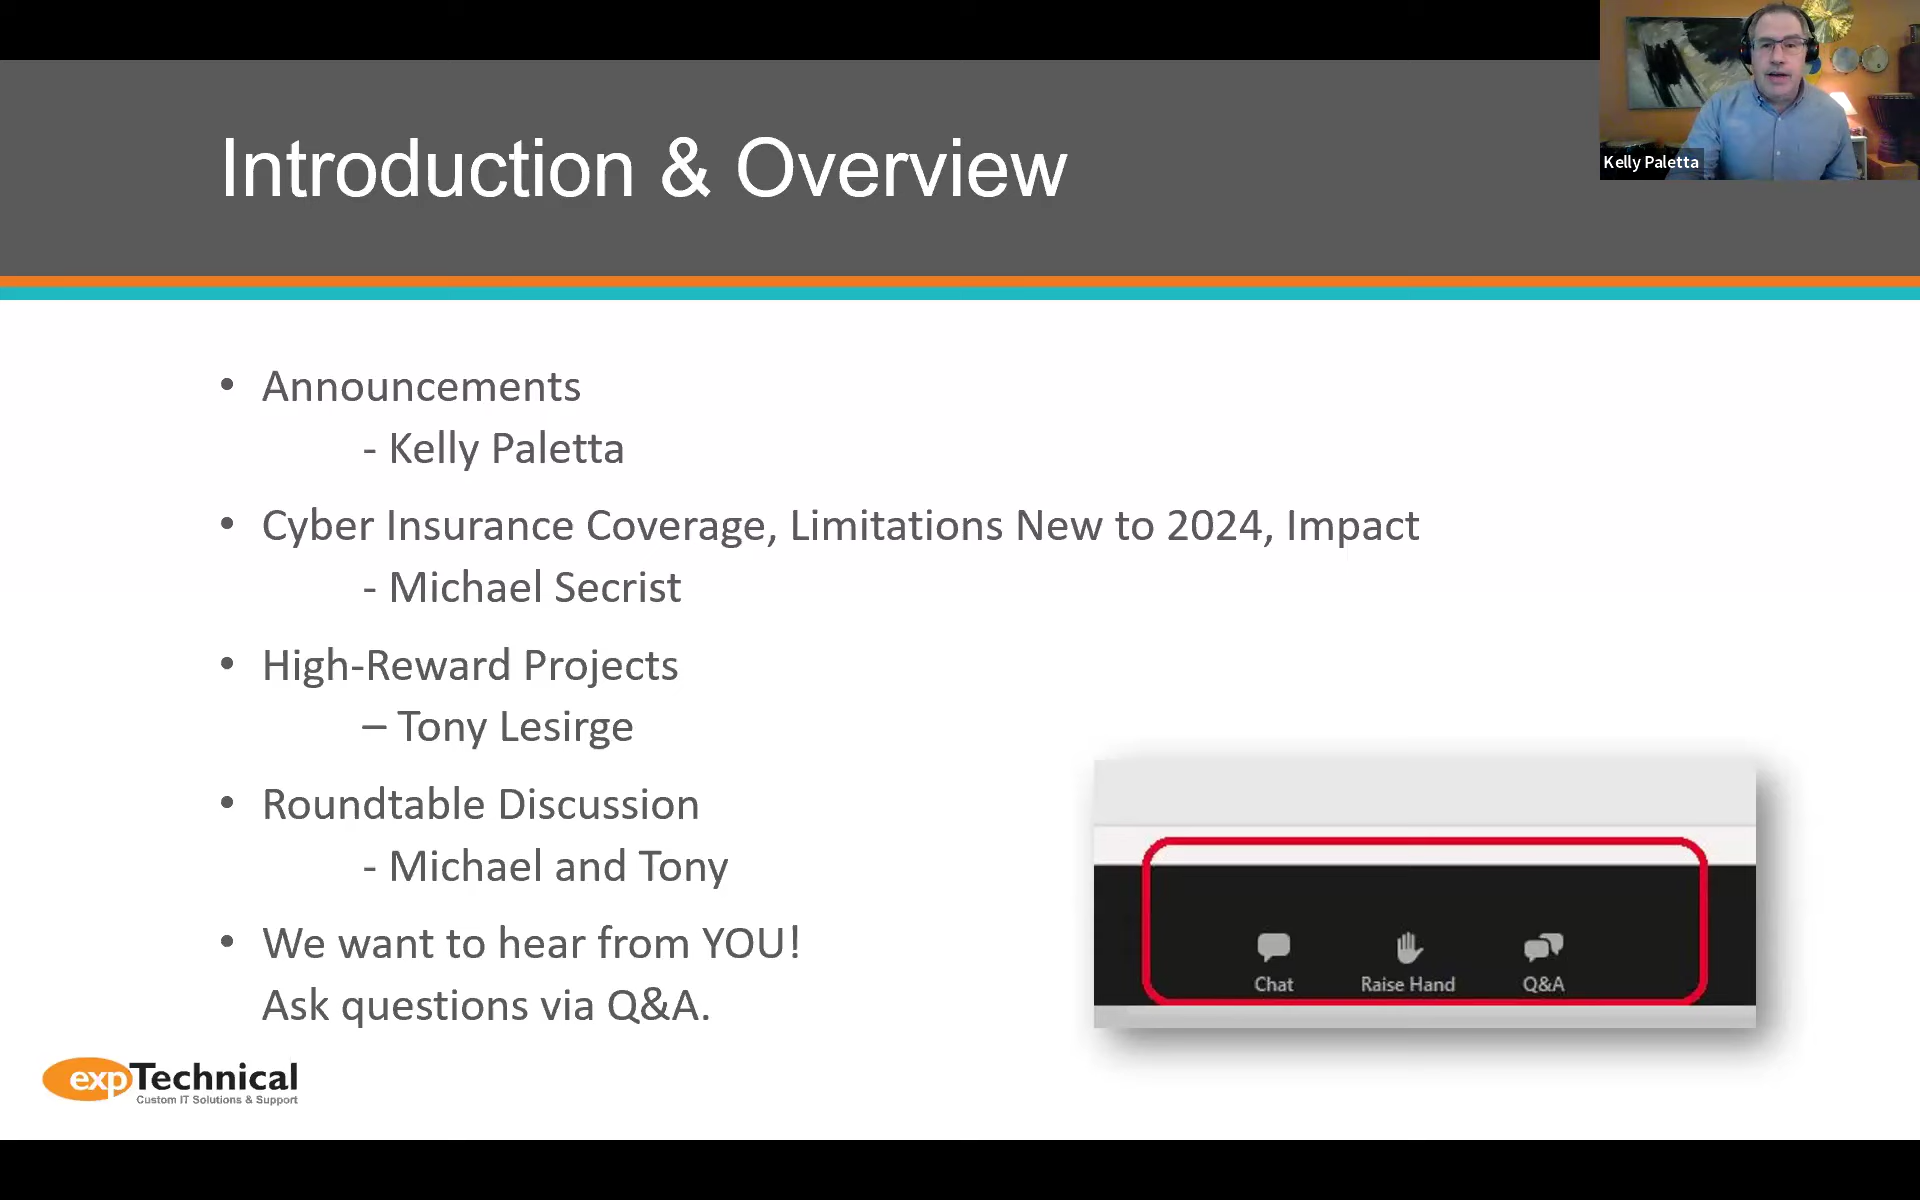 Introduction & Overview
Kelly Paletta
• Announcements
- Kelly Paletta
• Cyber Insurance Coverage, Limitations New to 2024, Impact
- Michael Secrist
• High-Reward Projects
– Tony Lesirge
• Roundtable Discussion
- Michael and Tony
• We want to hear from YOU!
Ask questions via Q&A.
Chat
Raise Hand
Q&A
expTechnical
Custom IT Solutions & Support